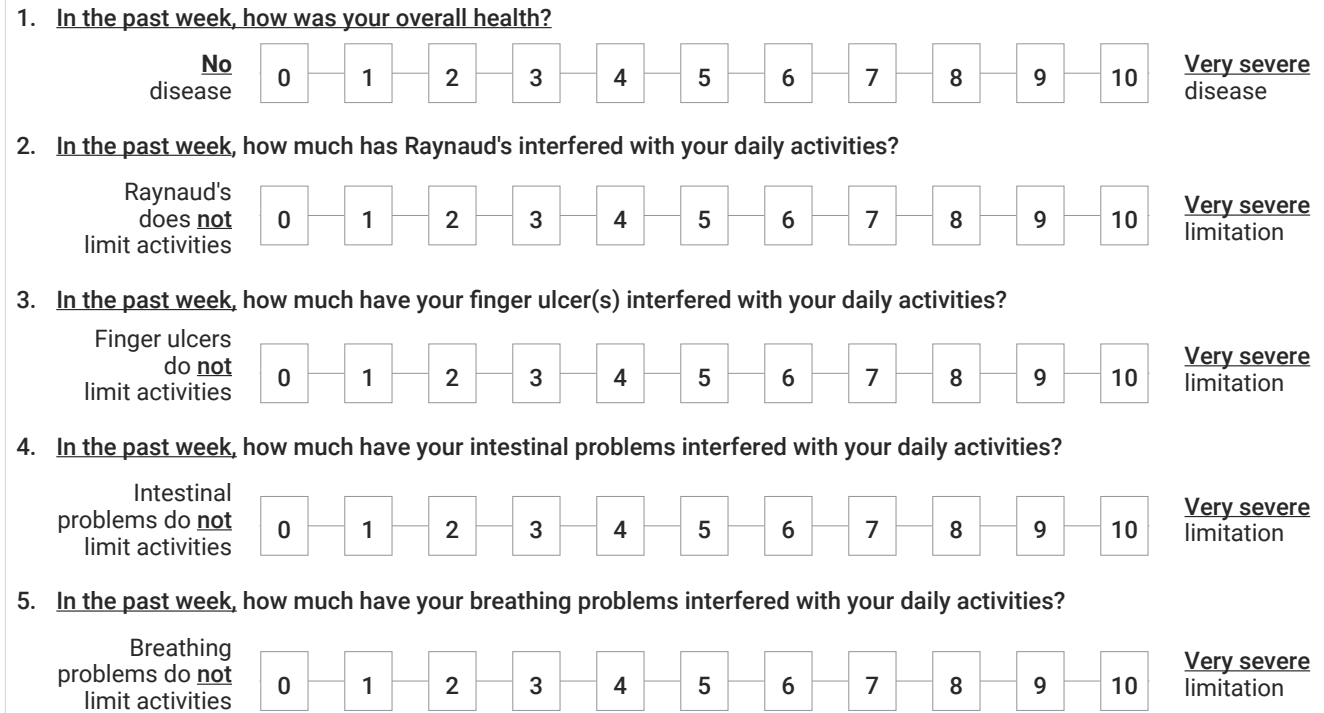 1. In the past week, how was your overall health?
No
disease
0 1 2 3 4 5 6 7 8 9 10
Very severe
disease
2. In the past week, how much has Raynaud's interfered with your daily activities?
Raynaud's
does not
limit activities
0 1 2 3 4 5 6 7 8 9 10
Very severe
limitation
3. In the past week, how much have your finger ulcer(s) interfered with your daily activities?
Finger ulcers
do not
limit activities
0 1 2 3 4 5 6 7 8 9 10
Very severe
limitation
4. In the past week, how much have your intestinal problems interfered with your daily activities?
Intestinal
problems do not
limit activities
0 1 2 3 4 5 6 7 8 9 10
Very severe
limitation
5. In the past week, how much have your breathing problems interfered with your daily activities?
Breathing
problems do not
limit activities
0 1 2 3 4 5 6 7 8 9 10
Very severe
limitation